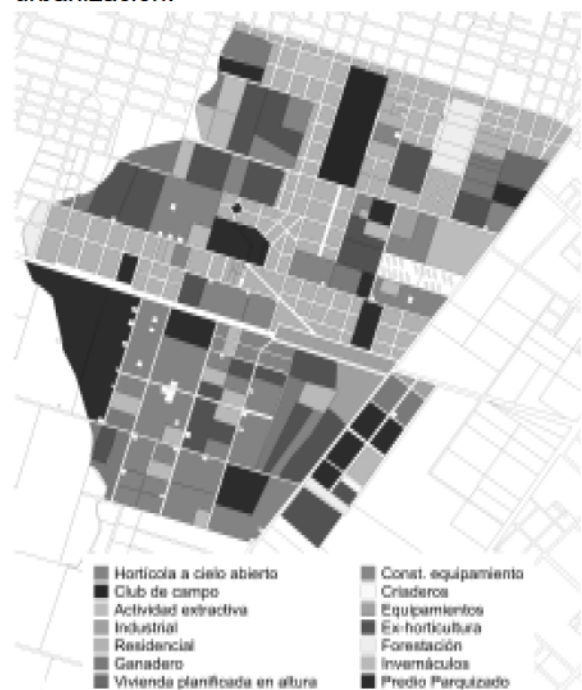 urbanización.
Hortícola a cielo abierto
Club de campo
Actividad extractiva
Industrial
Residencial
Ganadero
Vivienda planificada en altura
Const. equipamiento
Criaderos
Equipamientos
Ex-horticultura
Forestación
Invernáculos
Predio Parquizado